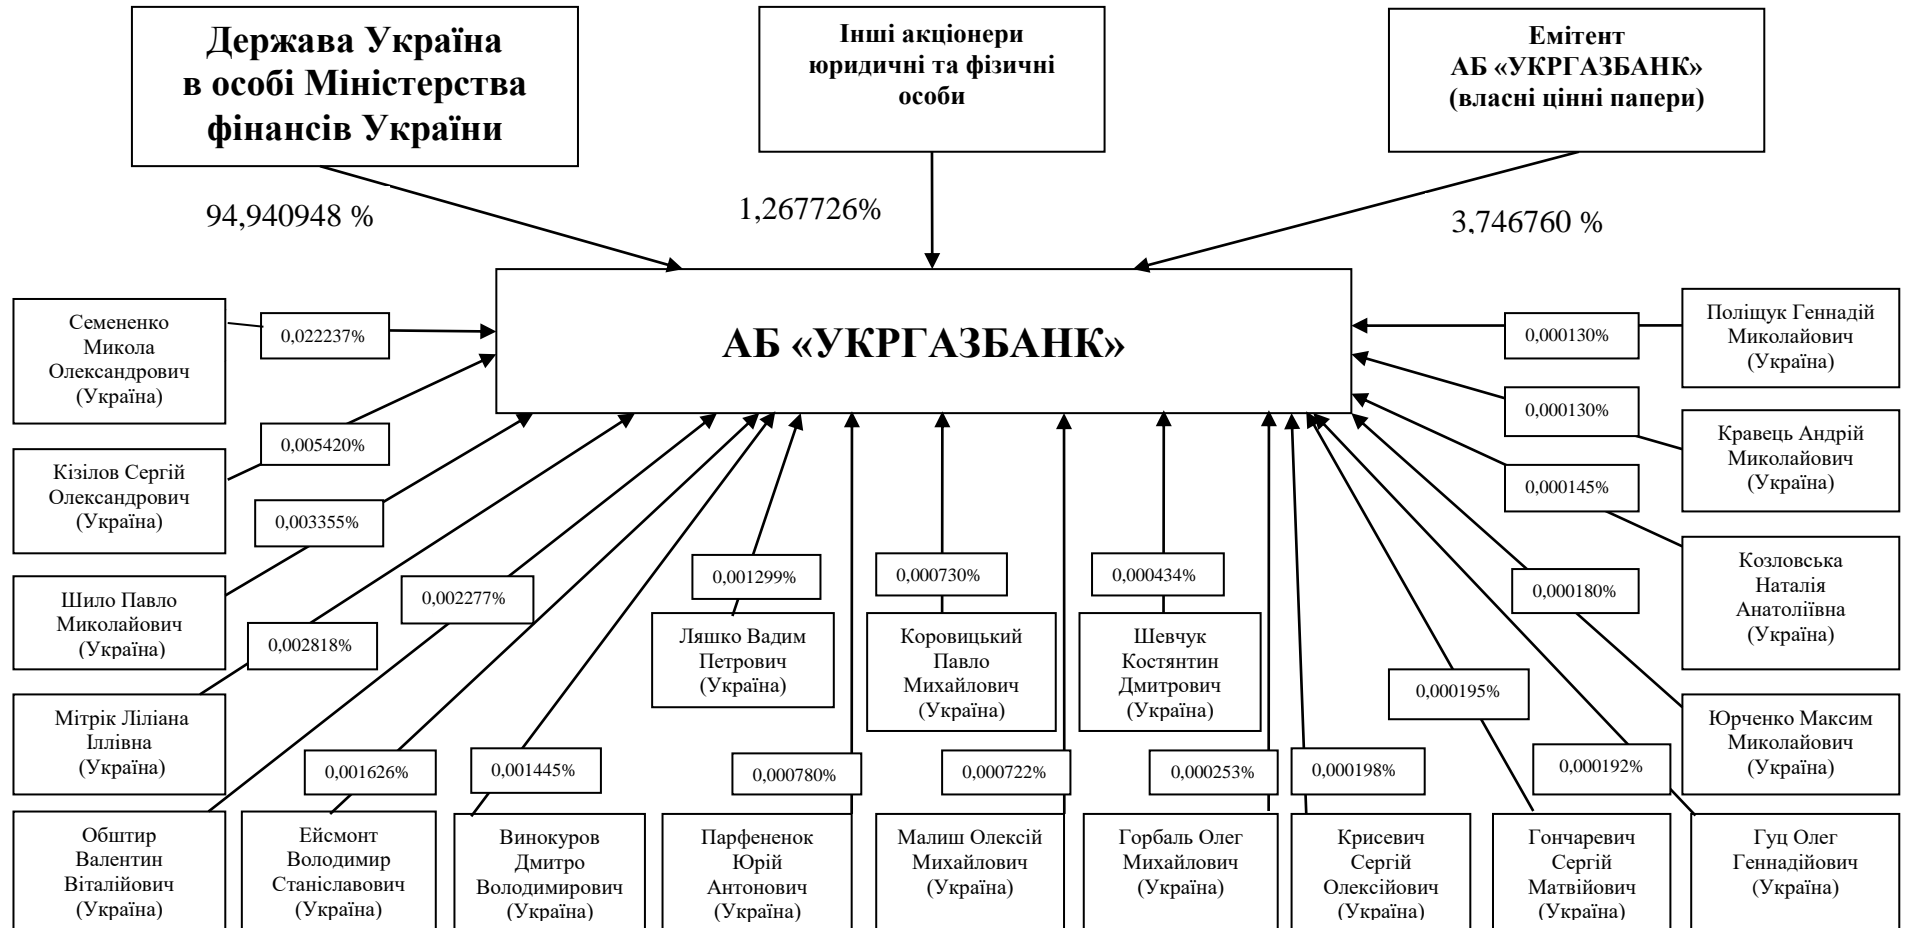 Держава Україна
в особі Міністерства
фінансів України
Інші акціонери
юридичні та фізичні
особи
Емітент
АБ «УКРГАЗБАНК»
(власні цінні папери)
94,940948 %
1,267726%
3,746760 %
АБ «УКРГАЗБАНК»
Семененко
Микола
Олександрович
(Україна)
0,022237%
Кізілов Сергій
Олександрович
(Україна)
0,005420%
Шило Павло
Миколайович
(Україна)
0,003355%
Мітрік Ліліана
Іллівна
(Україна)
0,002818%
0,002277%
0,001299%
Ляшко Вадим
Петрович
(Україна)
0,000730%
Коровицький
Павло
Михайлович
(Україна)
0,000434%
Шевчук
Костянтин
Дмитрович
(Україна)
0,000130%
Поліщук Геннадій
Миколайович
(Україна)
0,000130%
Кравець Андрій
Миколайович
(Україна)
0,000145%
Козловська
Наталія
Анатоліївна
(Україна)
0,000180%
Юрченко Максим
Миколайович
(Україна)
0,000195%
0,001626%
0,001445%
0,000780%
0,000722%
0,000253%
0,000198%
0,000192%
Обштир
Валентин
Віталійович
(Україна)
Ейсмонт
Володимир
Станіславович
(Україна)
Винокуров
Дмитро
Володимирович
(Україна)
Парфененок
Юрій
Антонович
(Україна)
Малиш Олексій
Михайлович
(Україна)
Горбаль Олег
Михайлович
(Україна)
Крисевич
Сергій
Олексійович
(Україна)
Гончаревич
Сергій
Матвійович
(Україна)
Гуц Олег
Геннадійович
(Україна)